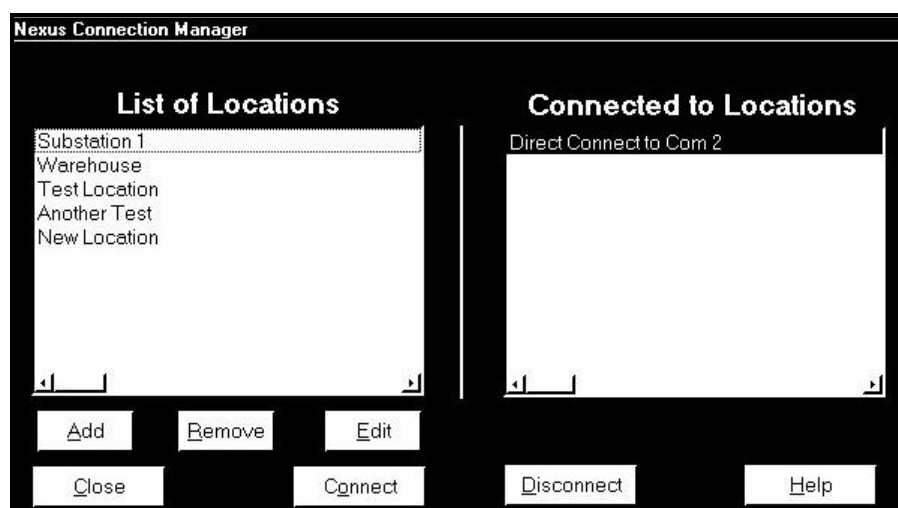 Nexus Connection Manager
List of Locations
Connected to Locations
Substation 1
Warehouse
Test Location
Another Test
New Location
Direct Connect to Com 2
Add
Remove
Edit
Close
Connect
Disconnect
Help